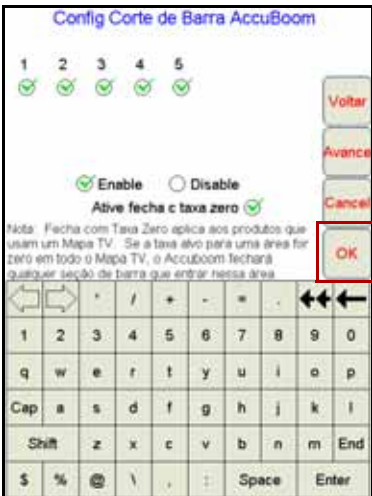 Config Corte de Barra AccuBoom
1 2 3 4 5
Voltar
Avance
Enable Disable
Ative fecha c taxa zero
Cancel
Nota: Fecha com Taxa Zero aplica aos produtos que
usam um Mapa TV. Se a taxa alvo para uma área for
zero em todo o Mapa TV, o Accuboom fechará
qualquer seção de barra que entrar nessa área
OK
' / + - = .
1 2 3 4 5 6 7 8 9 0
q w e r t y u i o p
Cap a s d f g h j k l
Shift z x c v b n m End
$ % @ \ , : Space Enter